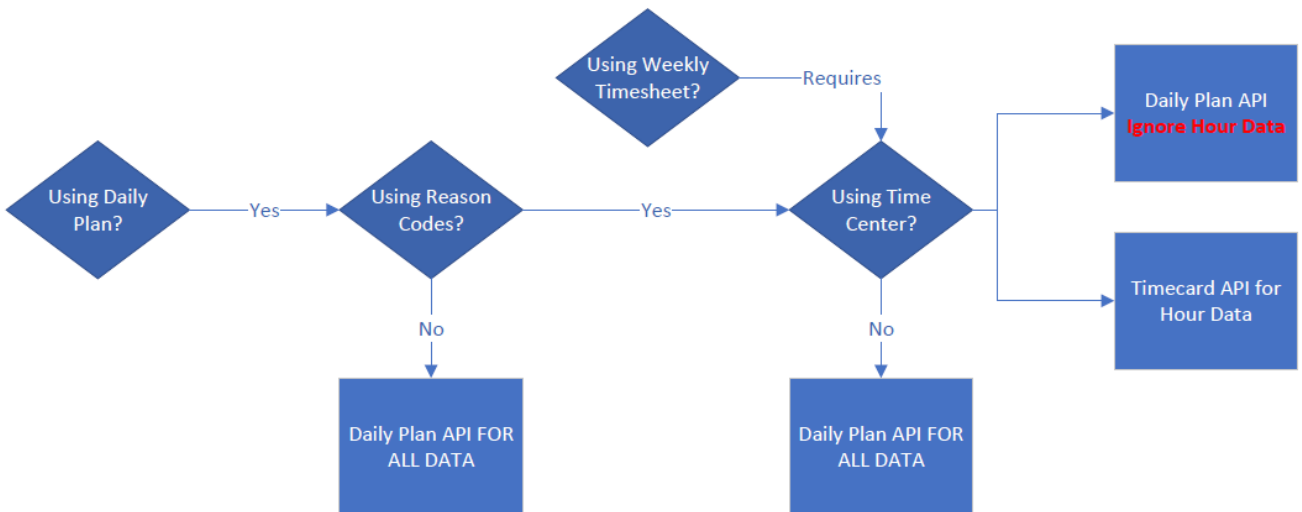 Using Weekly
Timesheet?
Requires
Daily Plan API
Ignore Hour Data
Using Daily
Plan?
Yes
Using Reason
Codes?
Yes
Using Time
Center?
Timecard API for
Hour Data
No
No
Daily Plan API FOR
ALL DATA
Daily Plan API FOR
ALL DATA